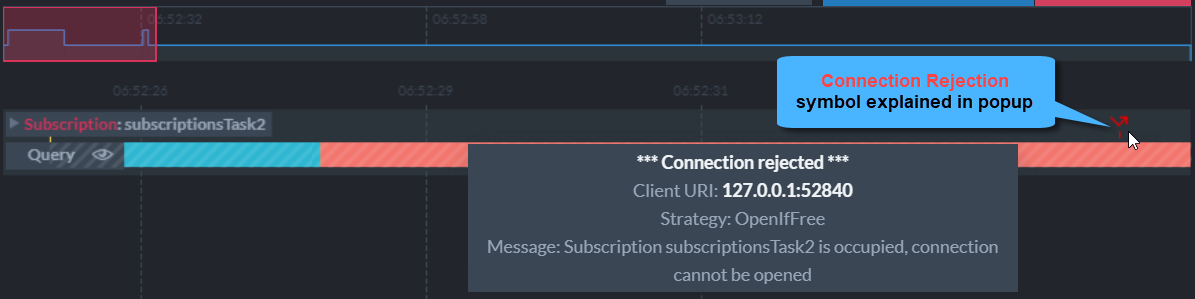 06:52:32 06:52:58 06:53:12
06:52:26 06:52:29 06:52:31
Connection Rejection
symbol explained in popup
Subscription: subscriptionsTask2
Query
*** Connection rejected ***
Client URI: 127.0.0.1:52840
Strategy: OpenIfFree
Message: Subscription subscriptionsTask2 is occupied, connection
cannot be opened